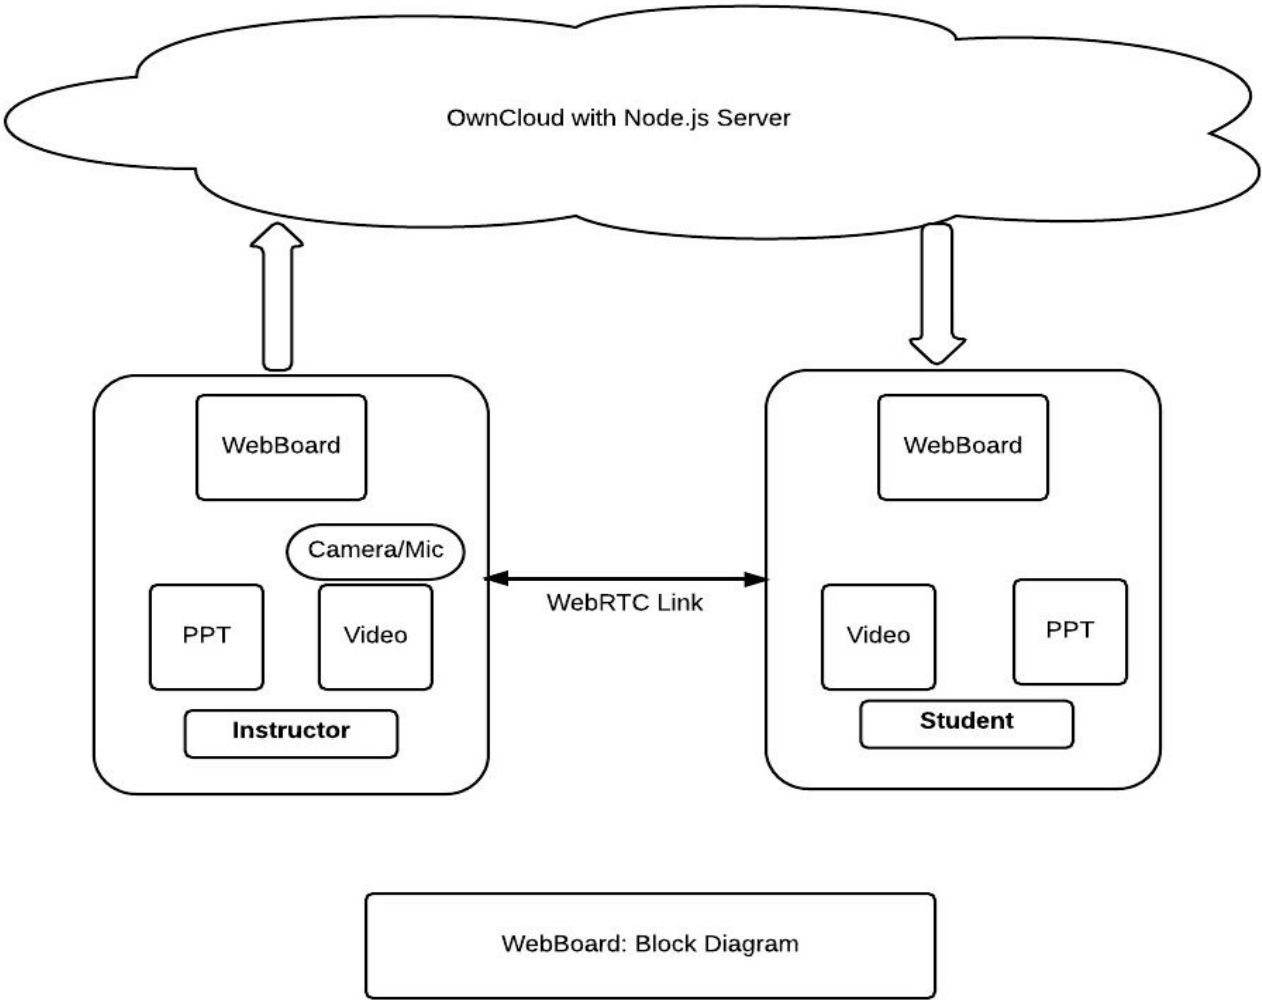 OwnCloud with Node.js Server
WebBoard
WebBoard
Camera/Mic
WebRTC Link
PPT
Video
Video
PPT
Instructor
Student
WebBoard: Block Diagram